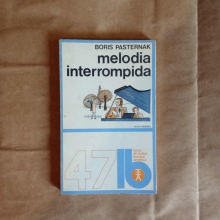 BORIS PASTERNAK
melodia
interrompida
47